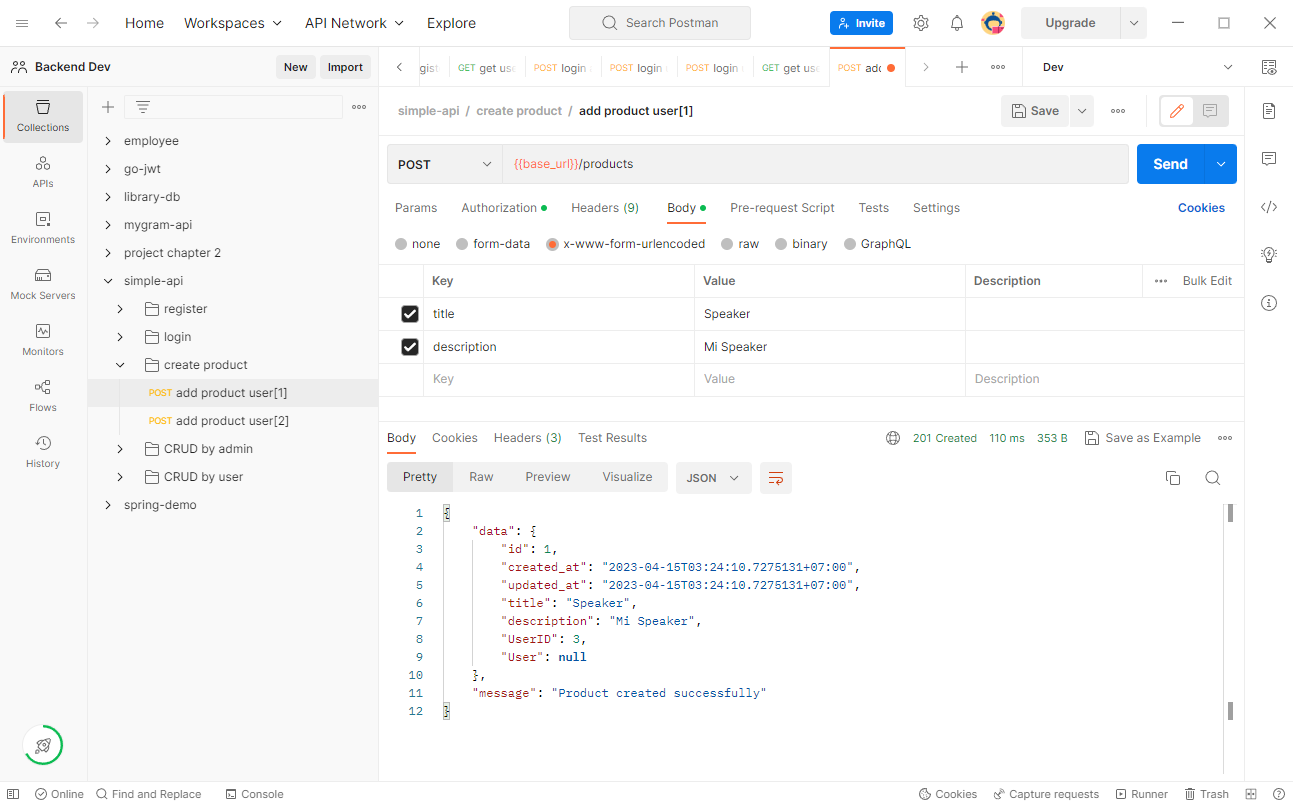 Home Workspaces API Network Explore Search Postman Invite Upgrade
Backend Dev New Import
GET get use POST login POST login POST login GET get us POST add Dev
Collections
APIs
Environments
Mock Servers
Monitors
Flows
History
employee
go-jwt
library-db
mygram-api
project chapter 2
simple-api
register
login
create product
POST add product user[1]
POST add product user[2]
CRUD by admin
CRUD by user
spring-demo
simple-api / create product / add product user[1] Save
POST {{base_url}}/products Send
Params Authorization Headers (9) Body Pre-request Script Tests Settings Cookies
none form-data x-www-form-urlencoded raw binary GraphQL
Key Value Description Bulk Edit
title Speaker
description Mi Speaker
Key Value Description
Body Cookies Headers (3) Test Results 201 Created 110 ms 353 B Save as Example
Pretty Raw Preview Visualize JSON
1 {
2 "data": {
3 "id": 1,
4 "created_at": "2023-04-15T03:24:10.7275131+07:00",
5 "updated_at": "2023-04-15T03:24:10.7275131+07:00",
6 "title": "Speaker",
7 "description": "Mi Speaker",
8 "UserID": 3,
9 "User": null
10 },
11 "message": "Product created successfully"
12 }
Online Find and Replace Console Cookies Capture requests Runner Trash